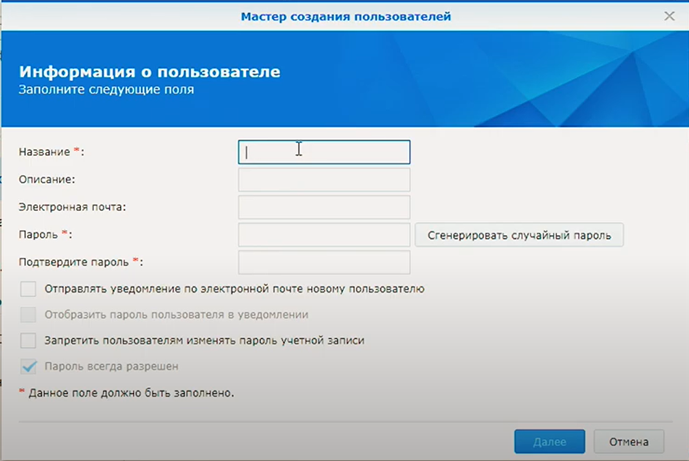 Мастер создания пользователей
Информация о пользователе
Заполните следующие поля
Название *:
Описание:
Электронная почта:
Пароль *:
Сгенерировать случайный пароль
Подтвердите пароль *:
Отправлять уведомление по электронной почте новому пользователю
Отобразить пароль пользователя в уведомлении
Запретить пользователям изменять пароль учетной записи
Пароль всегда разрешен
* Данное поле должно быть заполнено.
Далее
Отмена